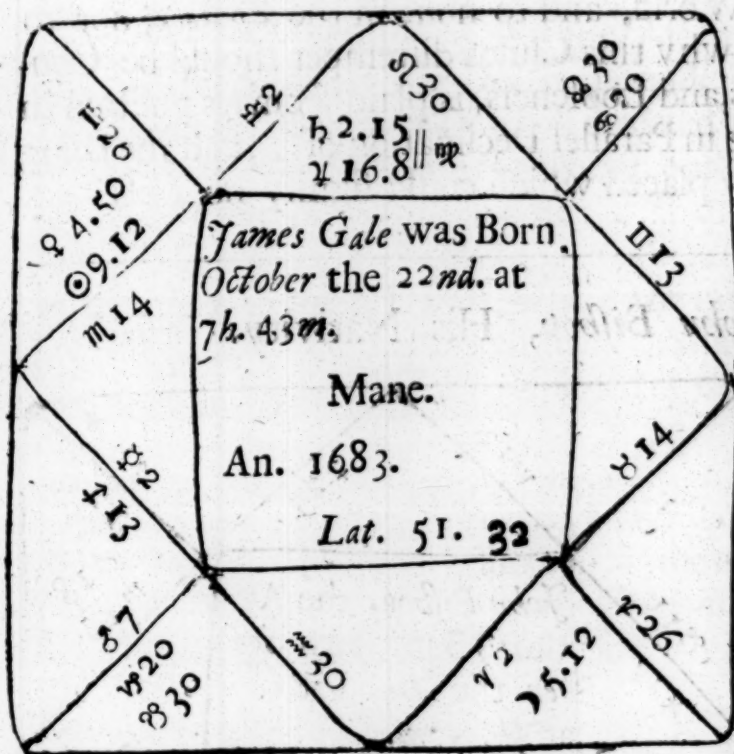 ♎2
♌30
☊30
♋20
♎26
♄2.15
♃16.8 || ♍
♀4.50
☉9.12
♏14
♊13
James Gale was Born
October the 22nd. at
7h. 43m.
Mane.
An. 1683.
Lat. 51. 32
☿2
♐13
♉14
♂7
♑20
☋30
♒30
♈2
☽5.12
♈26